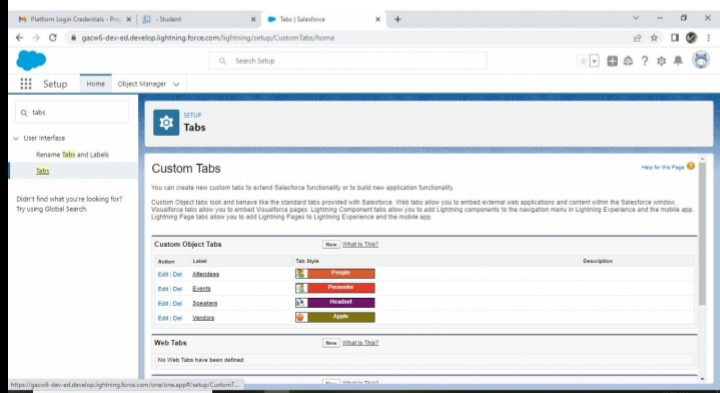 Platform Login Credentials - Proj
- Student
Tabs | Salesforce
gacw6-dev-ed.develop.lightning.force.com/lightning/setup/CustomTabs/home
Search Setup
Setup Home Object Manager
tabs
User Interface
Rename Tabs and Labels
Tabs
Didn't find what you're looking for?
Try using Global Search.
SETUP
Tabs
Custom Tabs
Help for this Page
You can create new custom tabs to extend Salesforce functionality or to build new application functionality.
Custom Object tabs look and behave like the standard tabs provided with Salesforce. Web tabs allow you to embed external web applications and content within the Salesforce window.
Visualforce tabs allow you to embed Visualforce pages. Lightning Component tabs allow you to add Lightning components to the navigation menu in Lightning Experience and the mobile app.
Lightning Page tabs allow you to add Lightning Pages to Lightning Experience and the mobile app.
Custom Object Tabs New What Is This?
Action Label Tab Style Description
Edit | Del Attendees People
Edit | Del Events Presenter
Edit | Del Speakers Headset
Edit | Del Vendors Apple
Web Tabs New What Is This?
No Web Tabs have been defined
New What Is This?
https://gacw6-dev-ed.develop.lightning.force.com/one/one.app#/setup/CustomT...